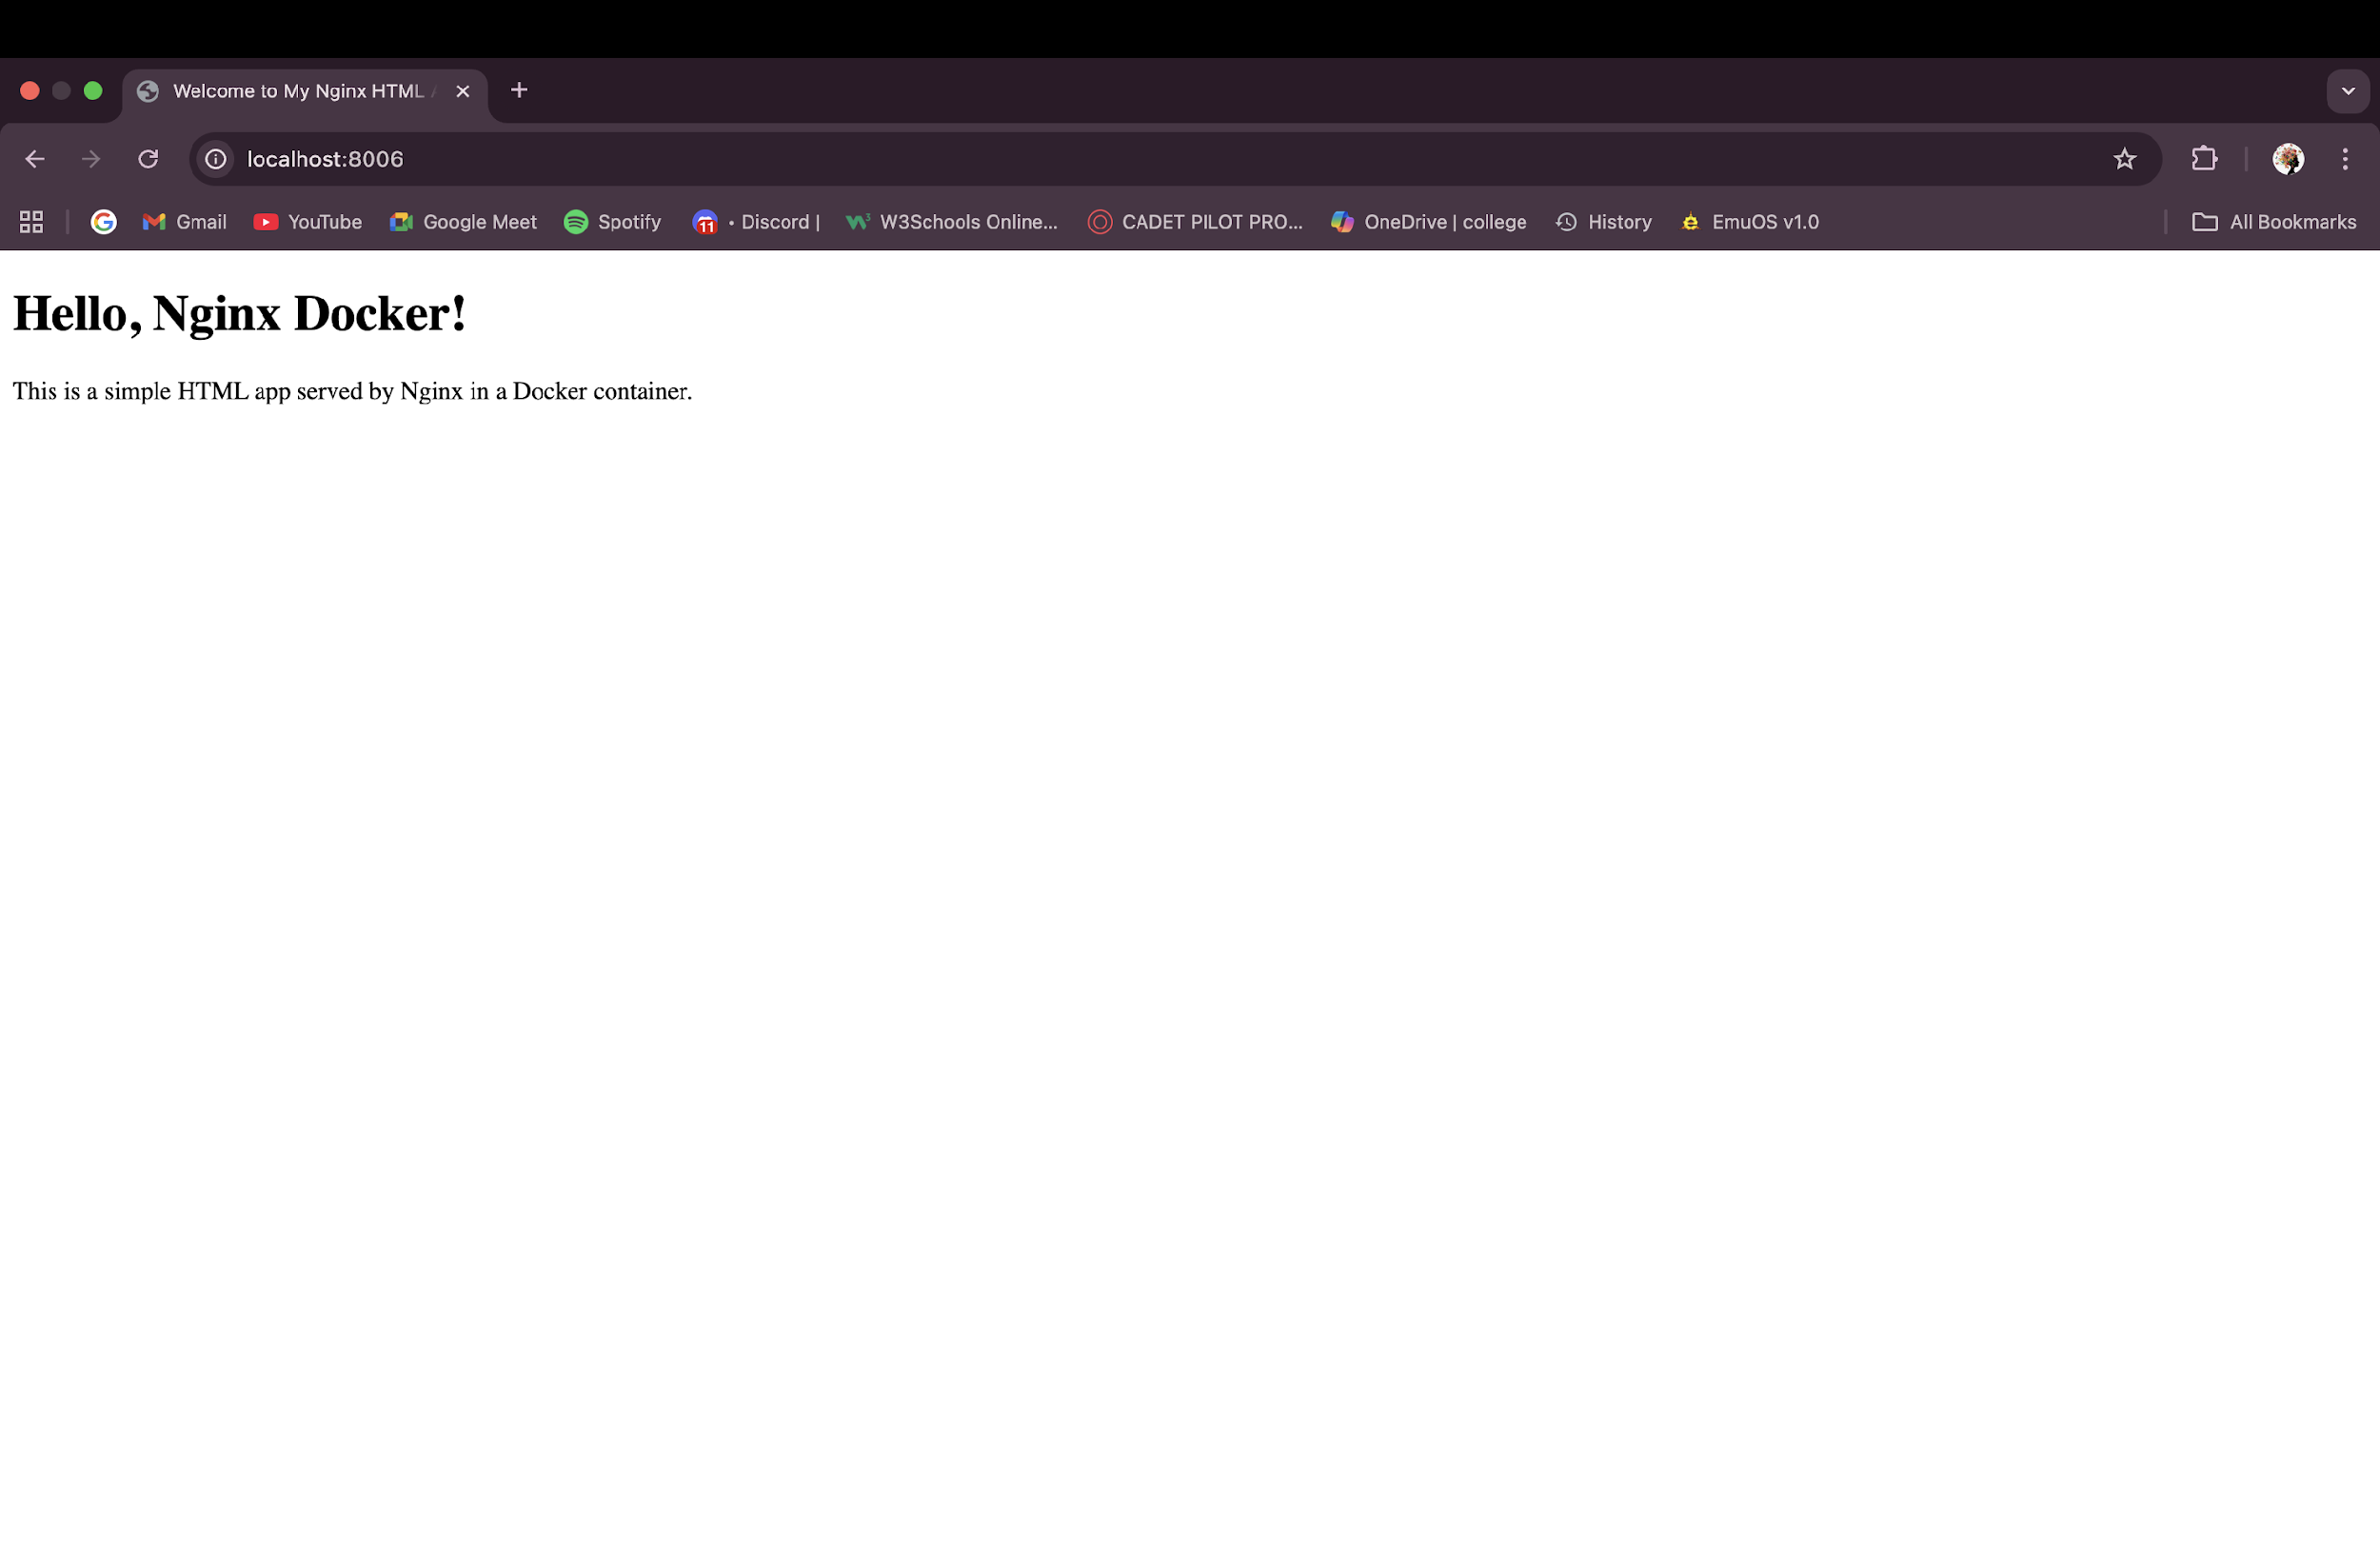 Welcome to My Nginx HTML
localhost:8006
Gmail YouTube Google Meet Spotify 11 • Discord | W3Schools Online... CADET PILOT PRO... OneDrive | college History EmuOS v1.0 All Bookmarks
Hello, Nginx Docker!
This is a simple HTML app served by Nginx in a Docker container.